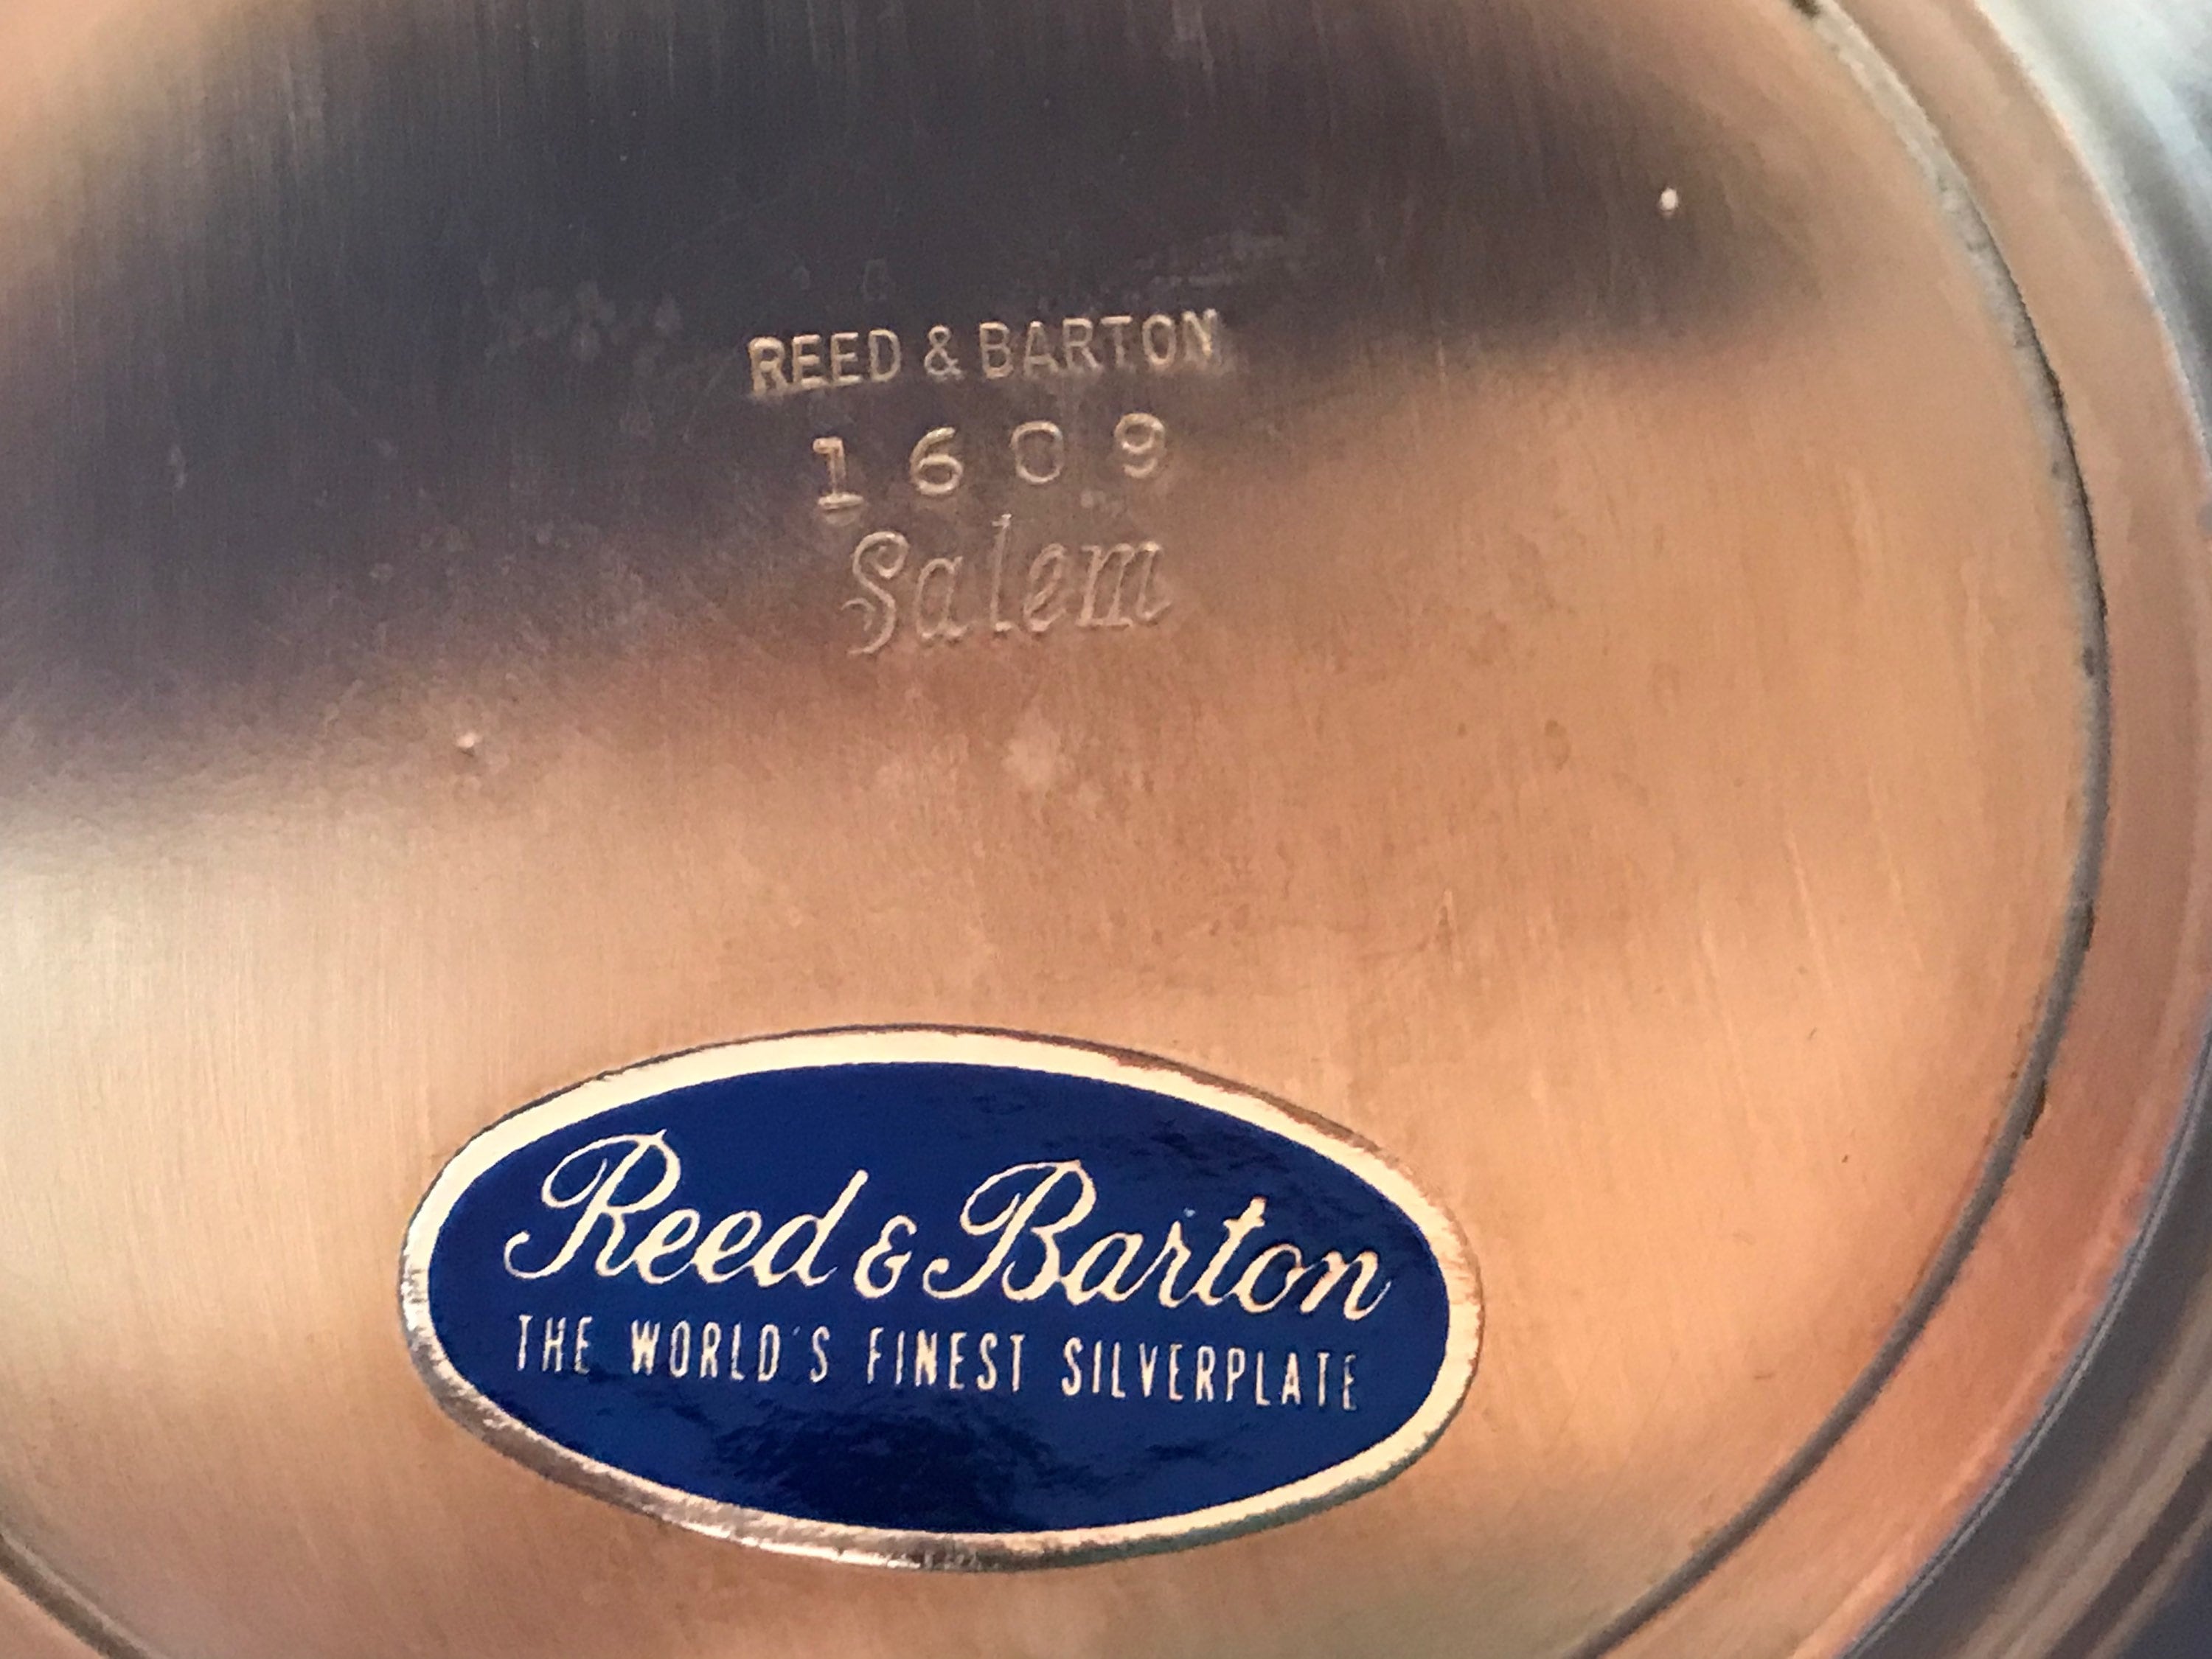 REED & BARTON
1609
Salem
Reed & Barton
THE WORLD'S FINEST SILVERPLATE